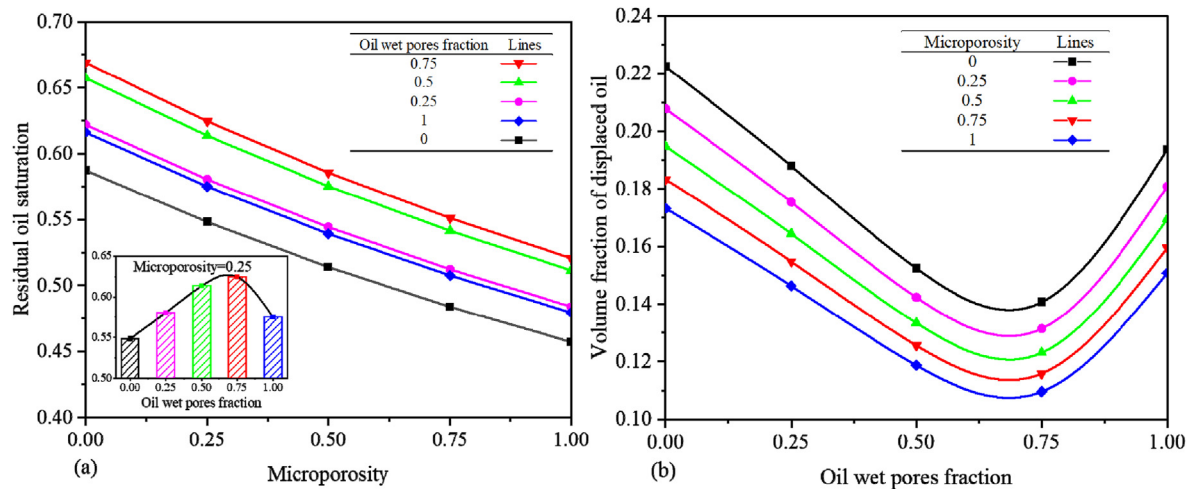 0.70
0.65
0.60
0.55
0.50
0.45
0.40
Residual oil saturation
Oil wet pores fraction Lines
0.75
0.5
0.25
1
0
Microporosity=0.25
0.65
0.60
0.55
0.50
0.00 0.25 0.50 0.75 1.00
Oil wet pores fraction
0.00 0.25 0.50 0.75 1.00
(a) Microporosity
0.24
0.22
0.20
0.18
0.16
0.14
0.12
0.10
Volume fraction of displaced oil
Microporosity Lines
0
0.25
0.5
0.75
1
0.00 0.25 0.50 0.75 1.00
(b) Oil wet pores fraction